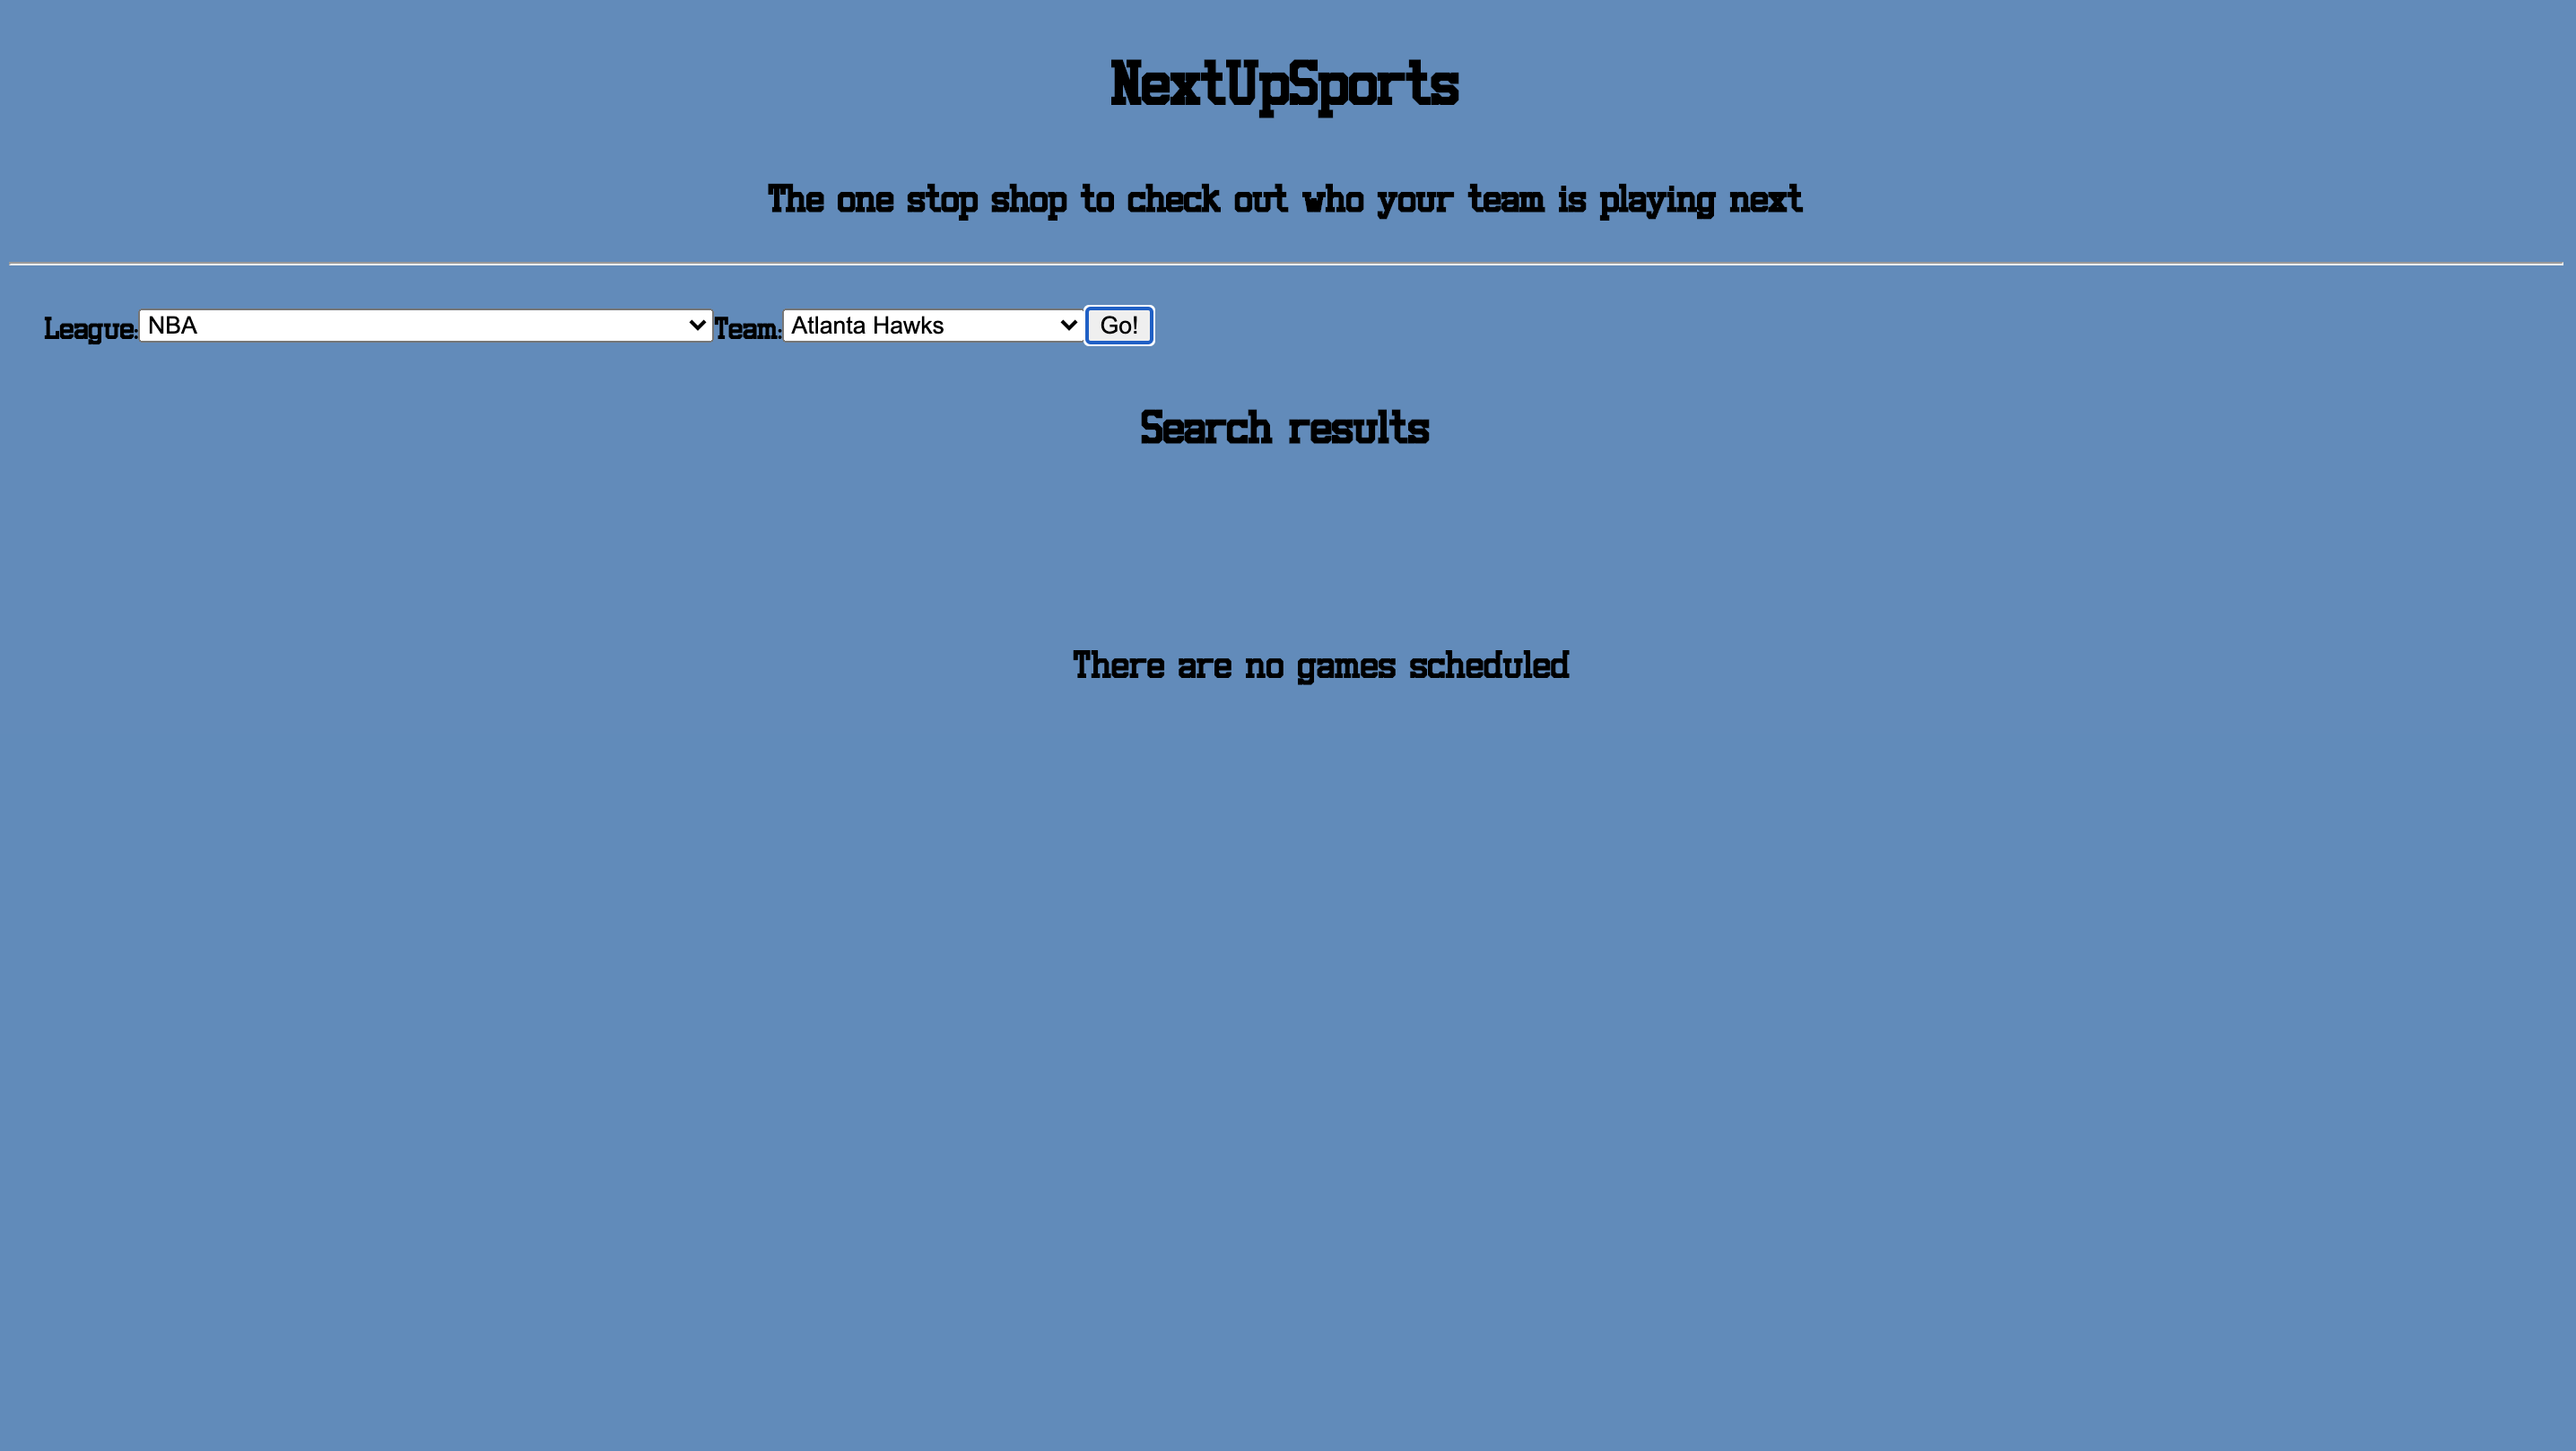 NextUpSports
The one stop shop to check out who your team is playing next
League: NBA Team: Atlanta Hawks Go!
Search results
There are no games scheduled